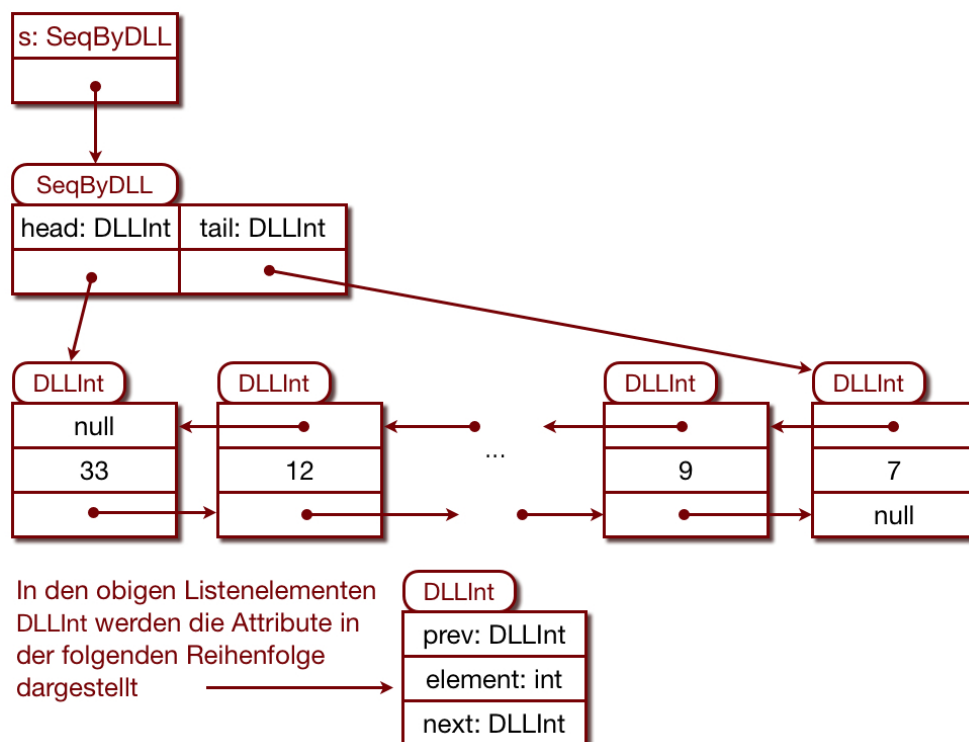 s: SeqByDLL
SeqByDLL
head: DLLInt tail: DLLInt
DLLInt DLLInt DLLInt DLLInt
null
33 12 ... 9 7
null
In den obigen Listenelementen
DLLInt werden die Attribute in
der folgenden Reihenfolge
dargestellt
DLLInt
prev: DLLInt
element: int
next: DLLInt